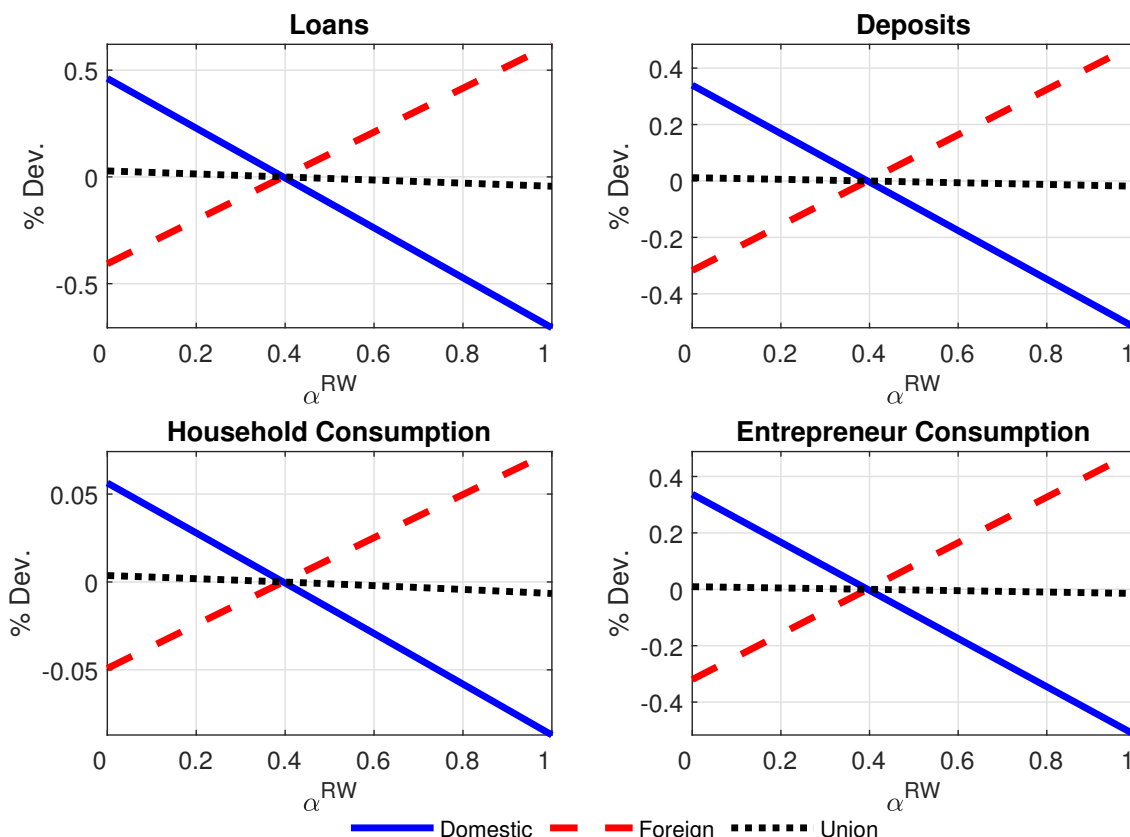 Loans
% Dev.
0.5
0
-0.5
0 0.2 0.4 0.6 0.8 1
α^RW
Deposits
% Dev.
0.4
0.2
0
-0.2
-0.4
0 0.2 0.4 0.6 0.8 1
α^RW
Household Consumption
% Dev.
0.05
0
-0.05
0 0.2 0.4 0.6 0.8 1
α^RW
Entrepreneur Consumption
% Dev.
0.4
0.2
0
-0.2
-0.4
0 0.2 0.4 0.6 0.8 1
α^RW
Domestic Foreign Union